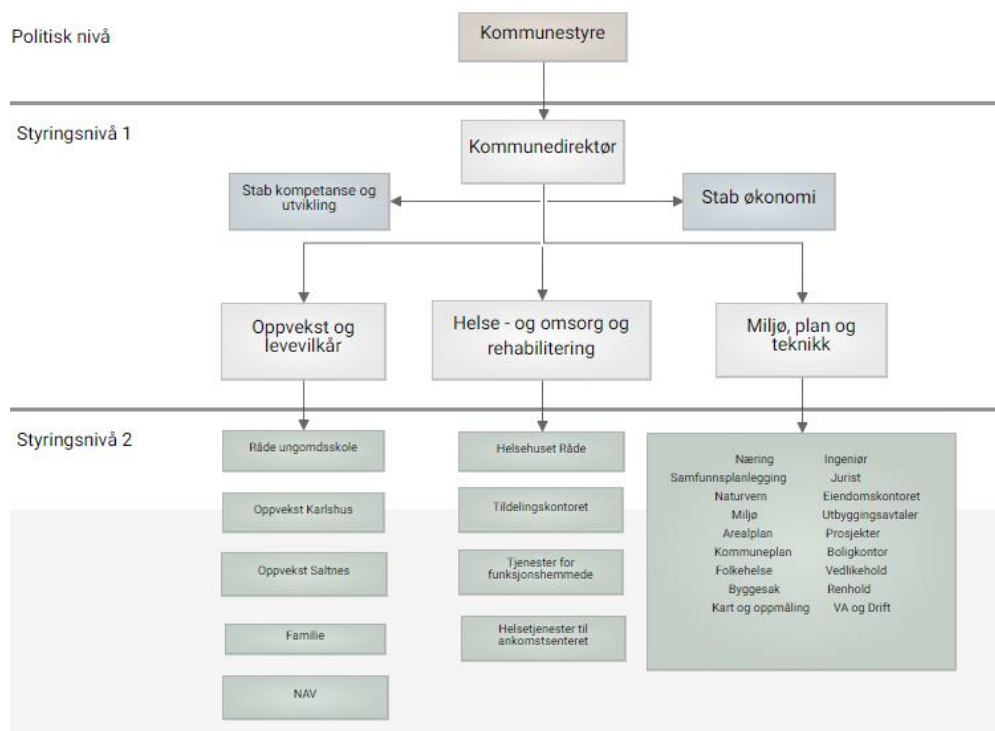 Politisk nivå
Kommunestyre
Styringsnivå 1
Kommunedirektør
Stab kompetanse og
utvikling
Stab økonomi
Oppvekst og
levevilkår
Helse - og omsorg og
rehabilitering
Miljø, plan og
teknikk
Styringsnivå 2
Råde ungomdsskole
Oppvekst Karlshus
Oppvekst Saltnes
Familie
NAV
Helsehuset Råde
Tildelingskontoret
Tjenester for
funksjonshemmede
Helsetjenester til
ankomstsenteret
Næring
Samfunnsplanlegging
Naturvern
Miljø
Arealplan
Kommuneplan
Folkehelse
Byggesak
Kart og oppmåling
Ingeniør
Jurist
Eiendomskontoret
Utbyggingsavtaler
Prosjekter
Boligkontor
Vedlikehold
Renhold
VA og Drift